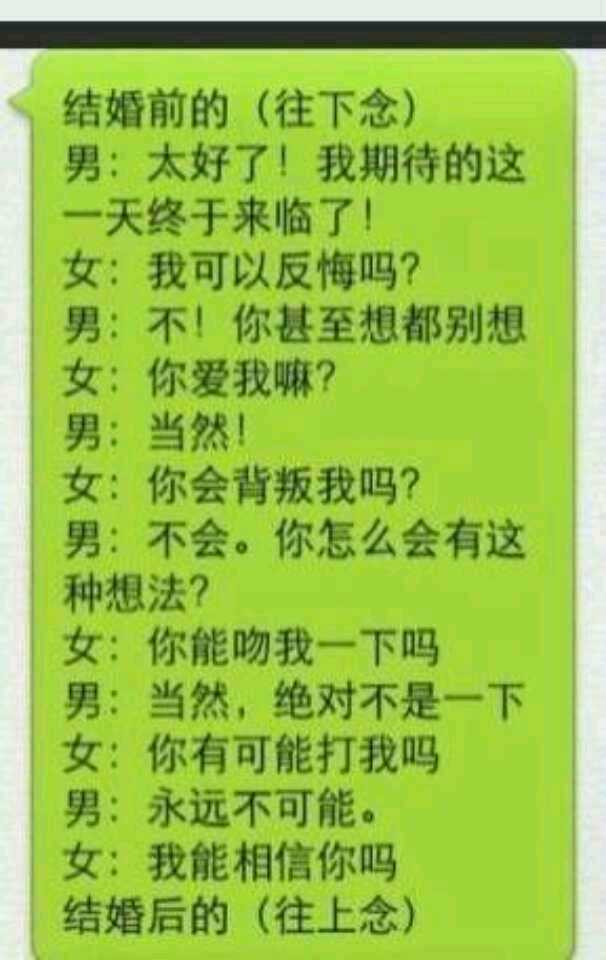 结婚前的（往下念）
男：太好了！我期待的这
一天终于来临了！
女：我可以反悔吗？
男：不！你甚至想都别想
女：你爱我嘛？
男：当然！
女：你会背叛我吗？
男：不会。你怎么会有这
种想法？
女：你能吻我一下吗
男：当然，绝对不是一下
女：你有可能打我吗
男：永远不可能。
女：我能相信你吗
结婚后的（往上念）